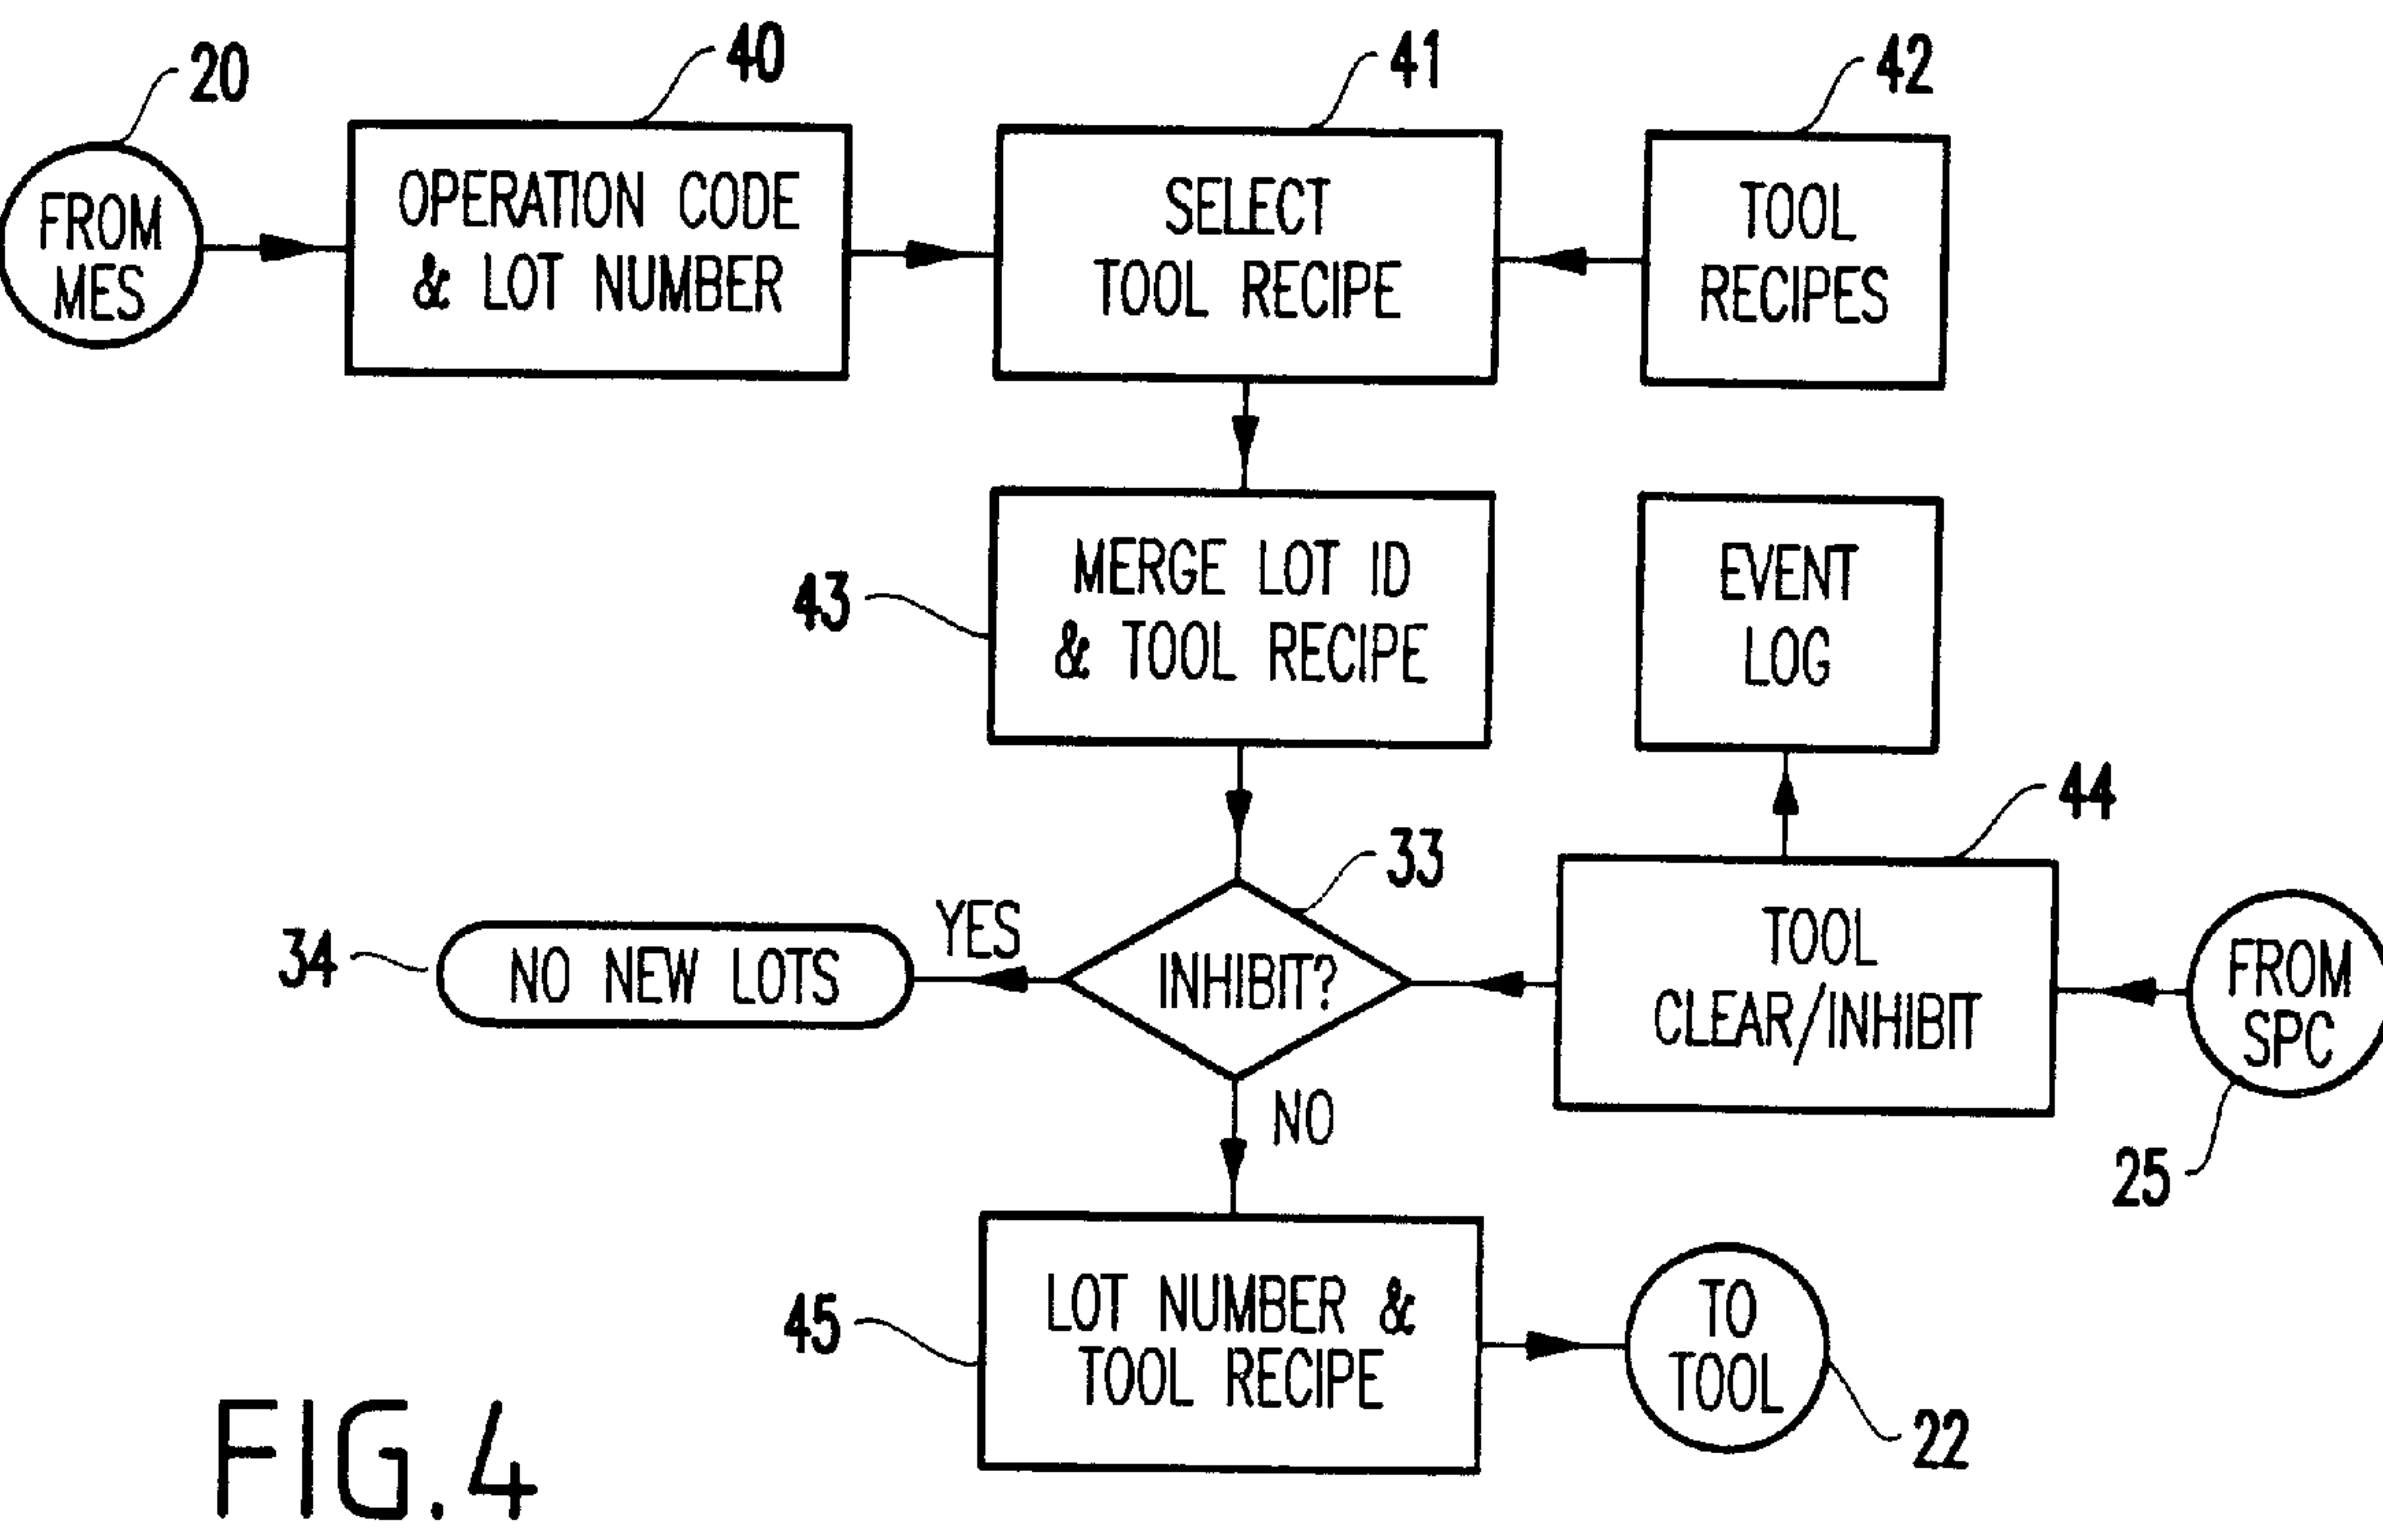 20
40
41
42
FROM
MES
OPERATION CODE
& LOT NUMBER
SELECT
TOOL RECIPE
TOOL
RECIPES
43
MERGE LOT ID
& TOOL RECIPE
EVENT
LOG
44
33
34
NO NEW LOTS
YES
INHIBIT?
TOOL
CLEAR/INHIBIT
FROM
SPC
25
NO
45
LOT NUMBER &
TOOL RECIPE
TO
TOOL
22
FIG.4